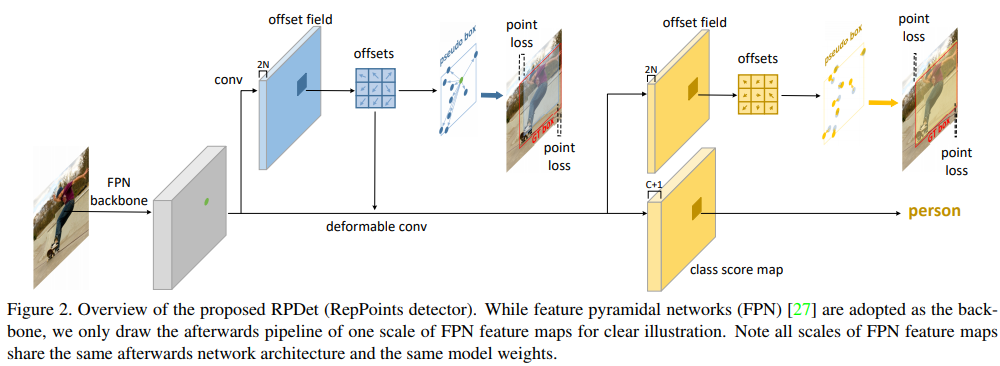 offset field
offset field
point
loss
point
loss
pseudo box
pseudo box
2N
offsets
2N
offsets
conv
GT box
GT box
point
loss
point
loss
FPN
backbone
C+1
person
deformable conv
class score map
Figure 2. Overview of the proposed RPDet (RepPoints detector). While feature pyramidal networks (FPN) [27] are adopted as the back-
bone, we only draw the afterwards pipeline of one scale of FPN feature maps for clear illustration. Note all scales of FPN feature maps
share the same afterwards network architecture and the same model weights.